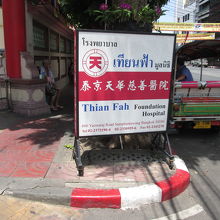 โรงพยาบาล
เทียนฟ้า มูลนิธิ
泰京天華慈善醫院
Thian Fah Foundation
Hospital